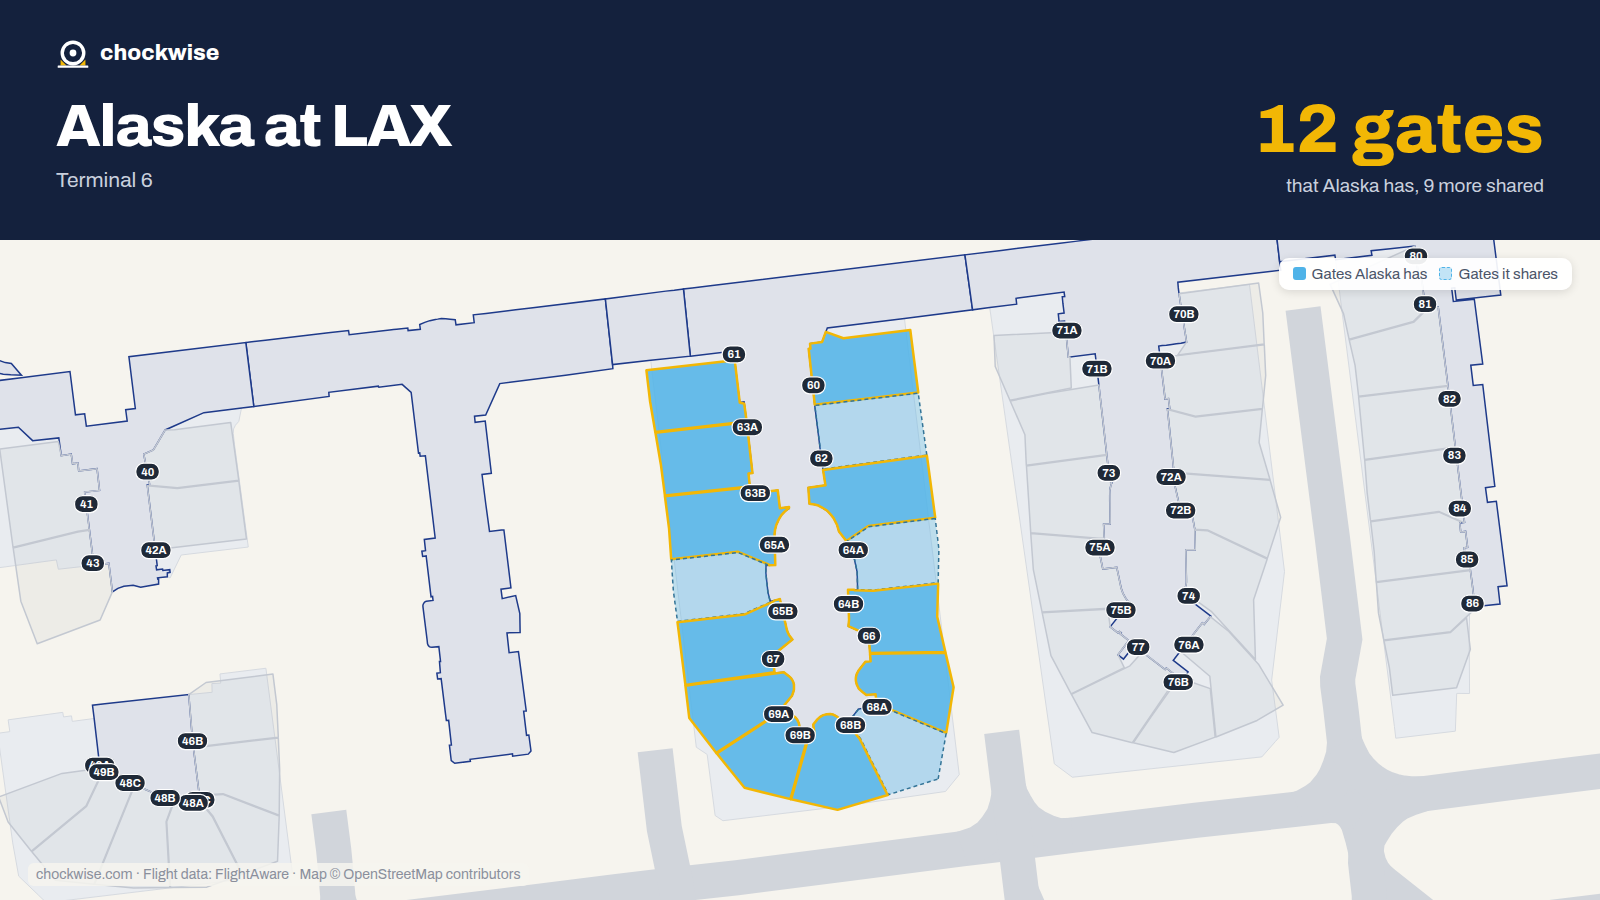 chockwise
Alaska at LAX
Terminal 6
12 gates
that Alaska has, 9 more shared
Gates Alaska has
Gates it shares
80
81
70B
71A
61
70A
71B
60
82
63A
83
62
40
73
72A
63B
41
84
72B
65A
75A
42A
64A
85
43
74
64B
86
65B
75B
66
76A
77
67
76B
68A
69A
68B
69B
46B
49B
48C
48B
48A
chockwise.com · Flight data: FlightAware · Map © OpenStreetMap contributors